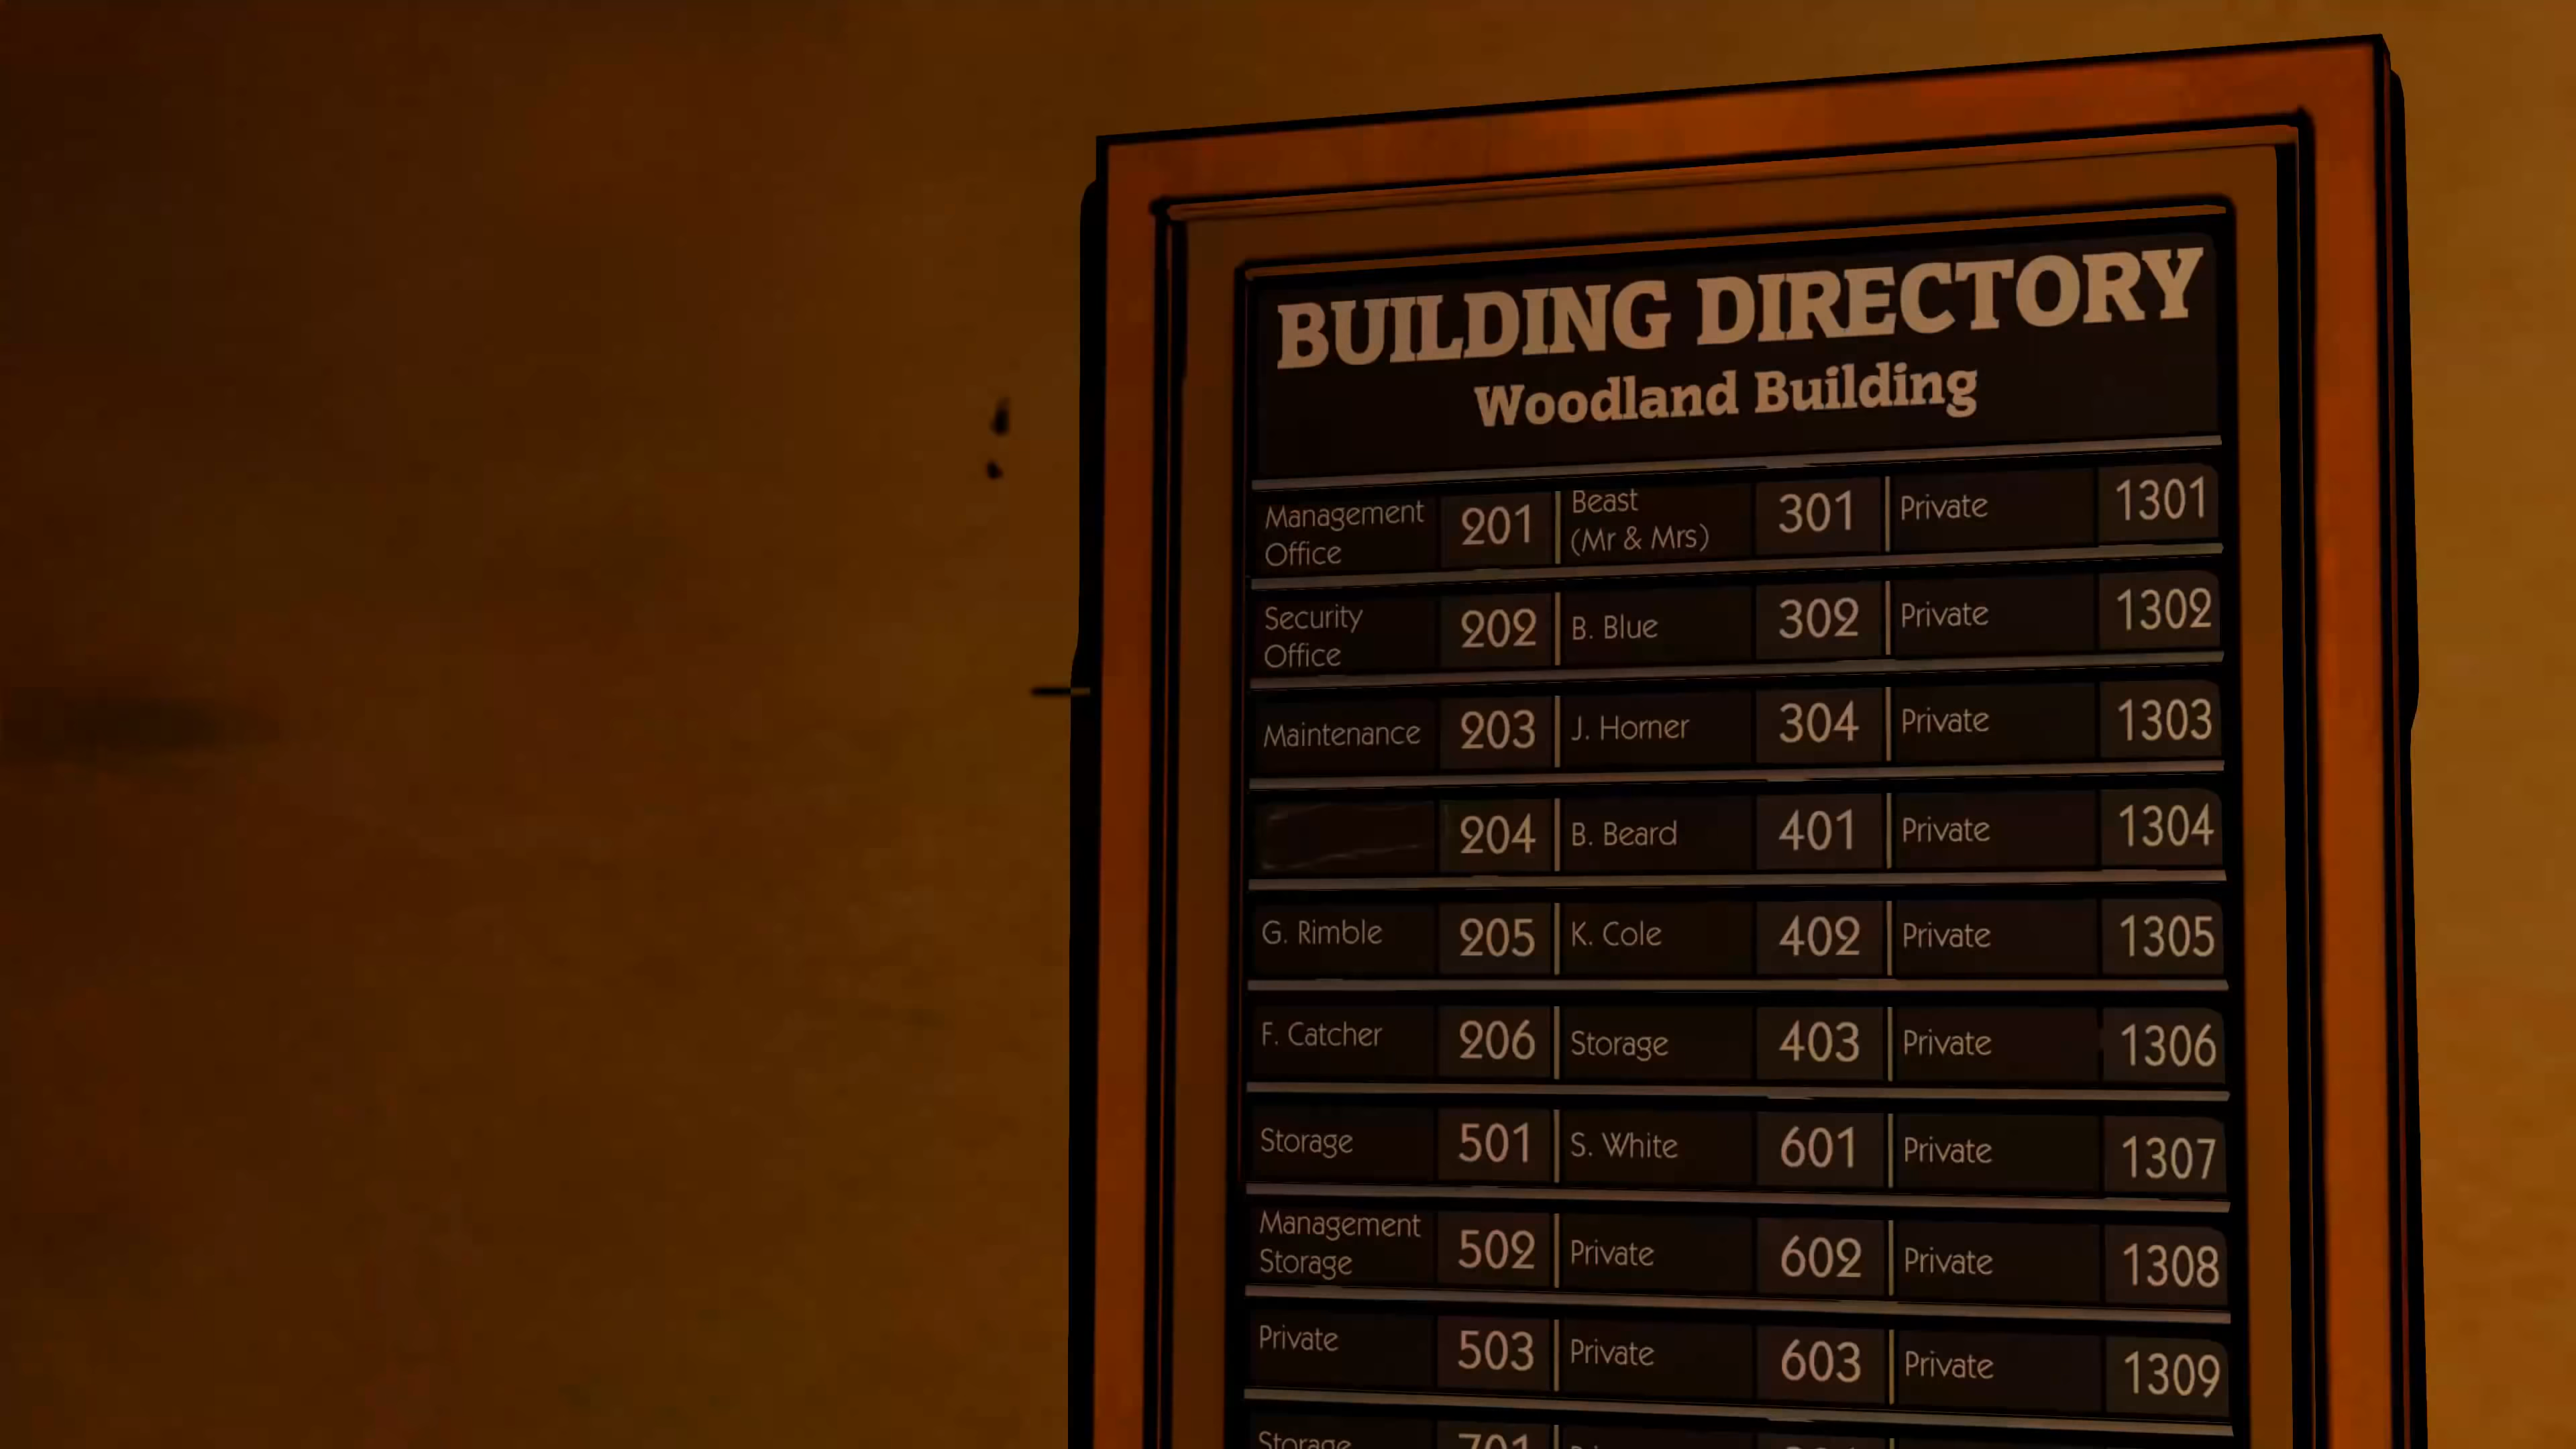 BUILDING DIRECTORY
Woodland Building
Management
Office
201
Beast
(Mr & Mrs)
301
Private
1301
Security
Office
202
B. Blue
302
Private
1302
Maintenance
203
J. Horner
304
Private
1303
204
B. Beard
401
Private
1304
G. Rimble
205
K. Cole
402
Private
1305
F. Catcher
206
Storage
403
Private
1306
Storage
501
S. White
601
Private
1307
Management
Storage
502
Private
602
Private
1308
Private
503
Private
603
Private
1309
Storage
701